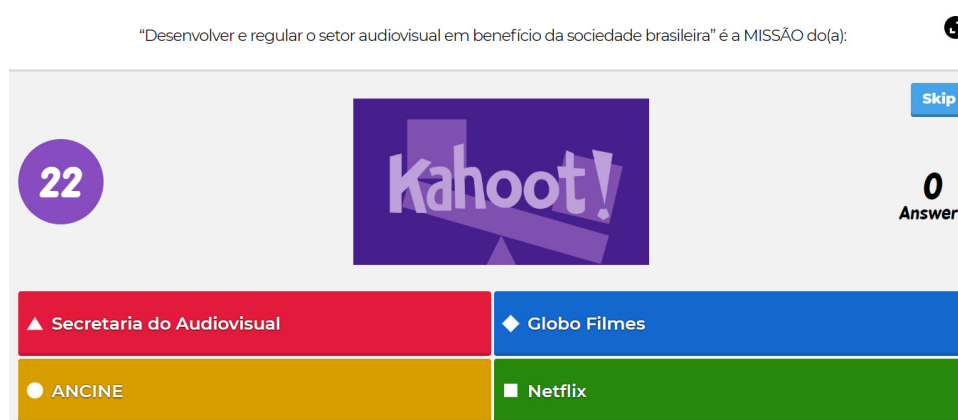 “Desenvolver e regular o setor audiovisual em benefício da sociedade brasileira” é a MISSÃO do(a):
Skip
22
Kahoot!
0
Answer
▲ Secretaria do Audiovisual
◆ Globo Filmes
● ANCINE
■ Netflix